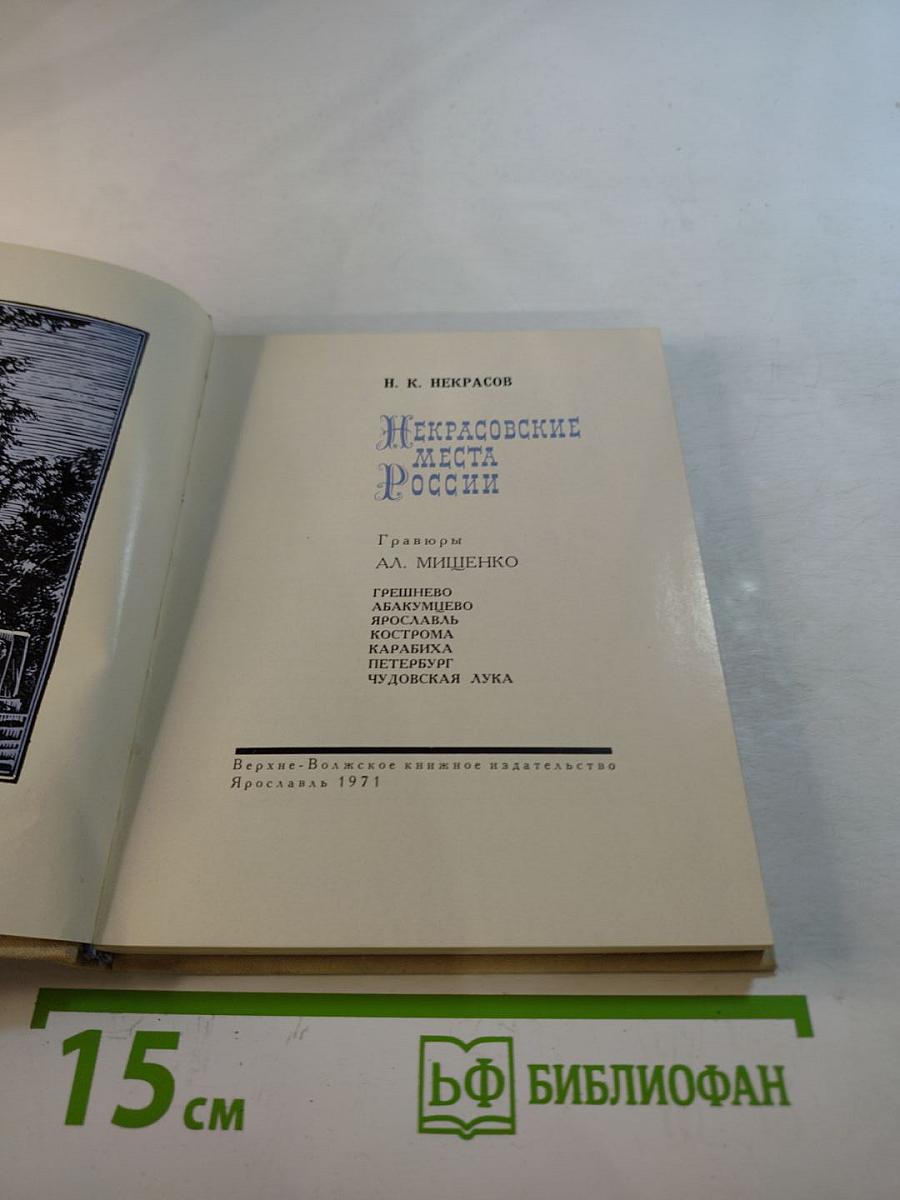 Н. К. НЕКРАСОВ
НЕКРАСОВСКИЕ
МЕСТА
РОССИИ
Гравюры
АЛ. МИЩЕНКО
ГРЕШНЕВО
АБАКУМЦЕВО
ЯРОСЛАВЛЬ
КОСТРОМА
КАРАБИХА
ПЕТЕРБУРГ
ЧУДОВСКАЯ ЛУКА
Верхне-Волжское книжное издательство
Ярославль 1971
15 см
БФ БИБЛИОФАН